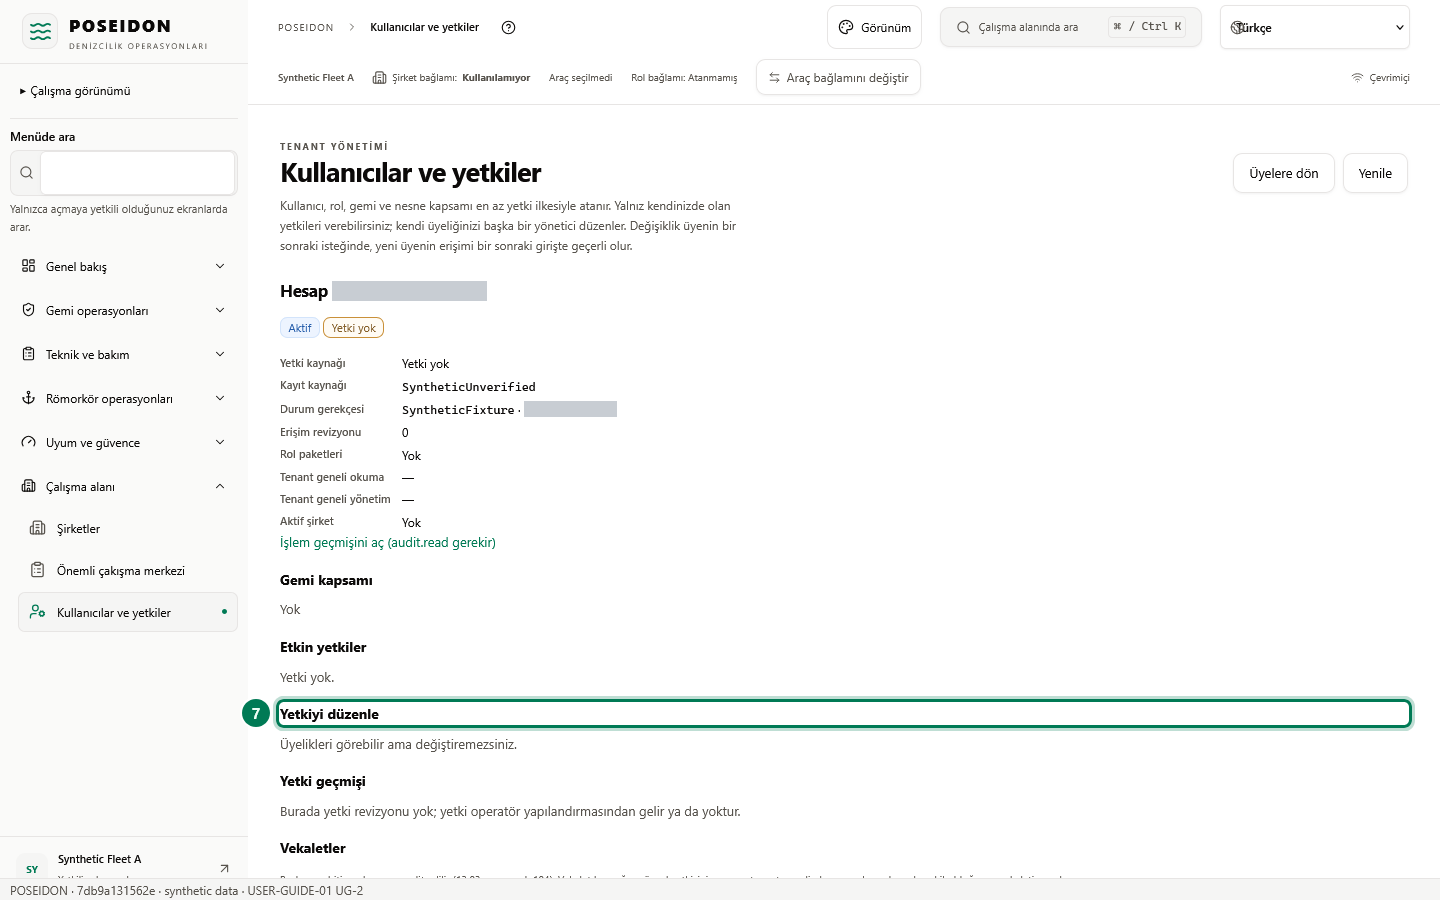 POSEIDON
DENİZCİLİK OPERASYONLARI
▸ Çalışma görünümü
Menüde ara
Yalnızca açmaya yetkili olduğunuz ekranlarda
arar.
Genel bakış
Gemi operasyonları
Teknik ve bakım
Römorkör operasyonları
Uyum ve güvence
Çalışma alanı
Şirketler
Önemli çakışma merkezi
Kullanıcılar ve yetkiler
SY
Synthetic Fleet A
POSEIDON > Kullanıcılar ve yetkiler
Görünüm
Çalışma alanında ara
⌘ / Ctrl K
Türkçe
Synthetic Fleet A
Şirket bağlamı: Kullanılamıyor
Araç seçilmedi
Rol bağlamı: Atanmamış
Araç bağlamını değiştir
Çevrimiçi
TENANT YÖNETİMİ
Kullanıcılar ve yetkiler
Üyelere dön
Yenile
Kullanıcı, rol, gemi ve nesne kapsamı en az yetki ilkesiyle atanır. Yalnız kendinizde olan
yetkileri verebilirsiniz; kendi üyeliğinizi başka bir yönetici düzenler. Değişiklik üyenin bir
sonraki isteğinde, yeni üyenin erişimi bir sonraki girişte geçerli olur.
Hesap
Aktif
Yetki yok
Yetki kaynağı Yetki yok
Kayıt kaynağı SyntheticUnverified
Durum gerekçesi SyntheticFixture ·
Erişim revizyonu 0
Rol paketleri Yok
Tenant geneli okuma —
Tenant geneli yönetim —
Aktif şirket Yok
İşlem geçmişini aç (audit.read gerekir)
Gemi kapsamı
Yok
Etkin yetkiler
Yetki yok.
7
Yetkiyi düzenle
Üyelikleri görebilir ama değiştiremezsiniz.
Yetki geçmişi
Burada yetki revizyonu yok; yetki operatör yapılandırmasından gelir ya da yoktur.
Vekaletler
POSEIDON · 7db9a131562e · synthetic data · USER-GUIDE-01 UG-2